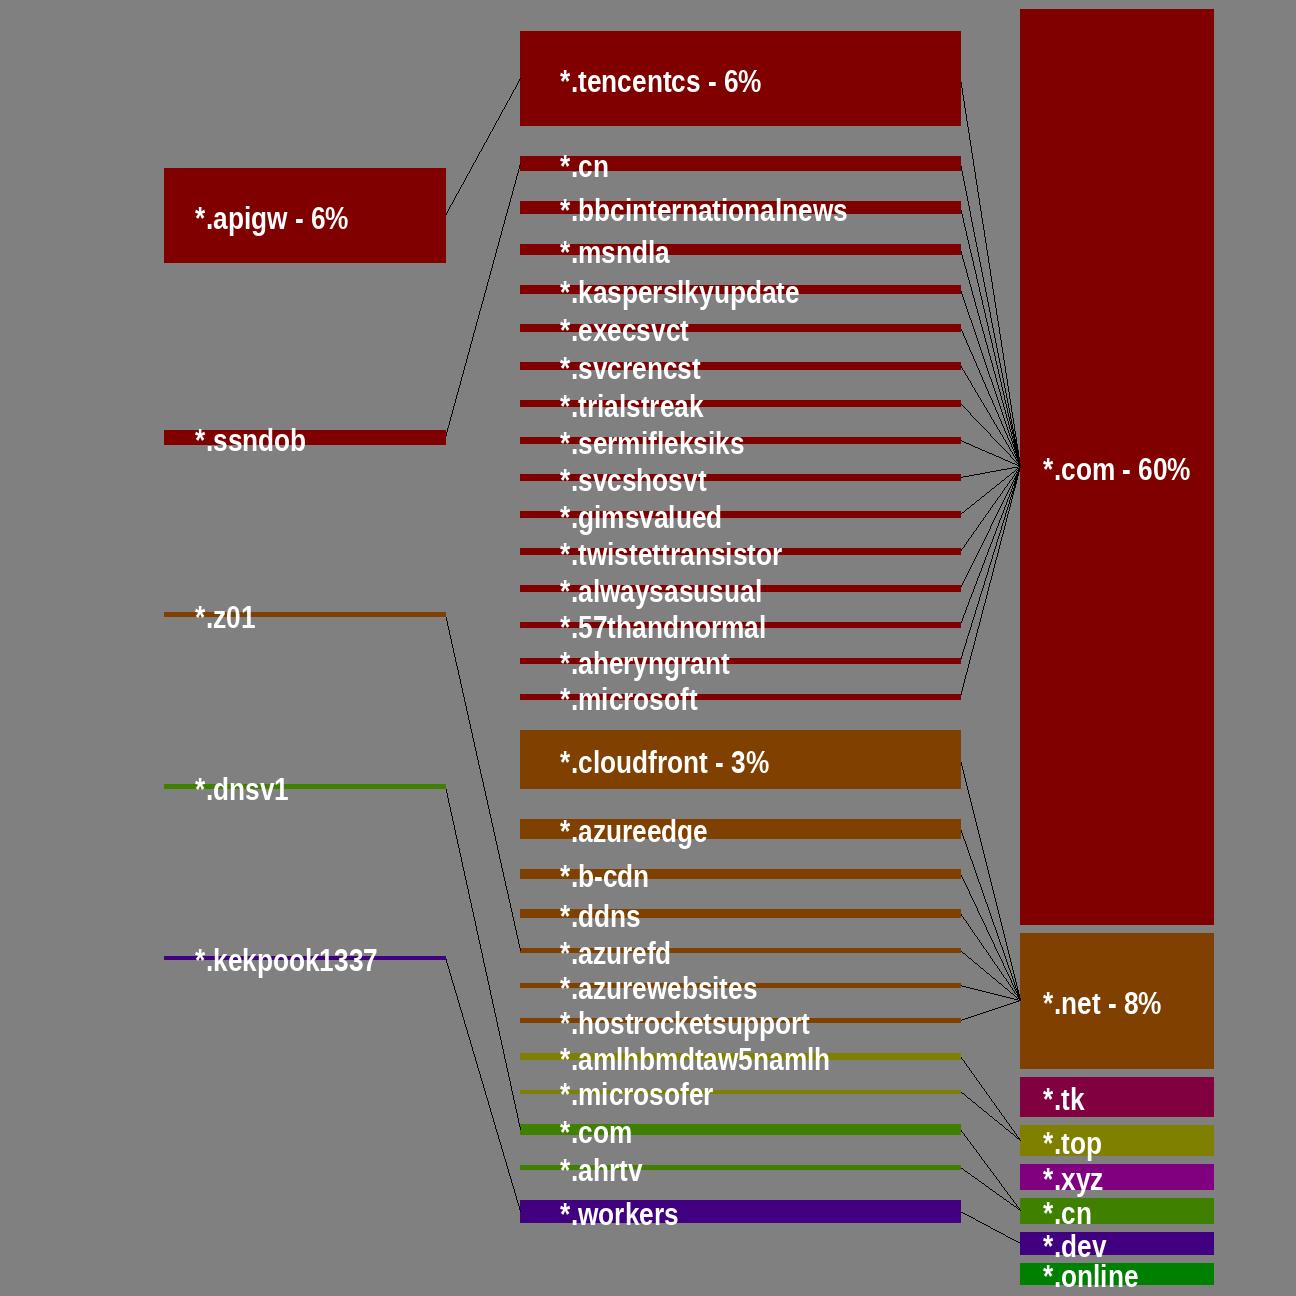 *.apigw - 6%
*.ssndob
*.z01
*.dnsv1
*.kekpook1337
*.tencentcs - 6%
*.cn
*.bbcinternationalnews
*.msndla
*.kasperslkyupdate
*.execsvct
*.svcrencst
*.trialstreak
*.sermifleksiks
*.svcshosvt
*.gimsvalued
*.twistettransistor
*.alwaysasusual
*.57thandnormal
*.aheryngrant
*.microsoft
*.cloudfront - 3%
*.azureedge
*.b-cdn
*.ddns
*.azurefd
*.azurewebsites
*.hostrocketsupport
*.amlhbmdtaw5namlh
*.microsofer
*.com
*.ahrtv
*.workers
*.com - 60%
*.net - 8%
*.tk
*.top
*.xyz
*.cn
*.dev
*.online